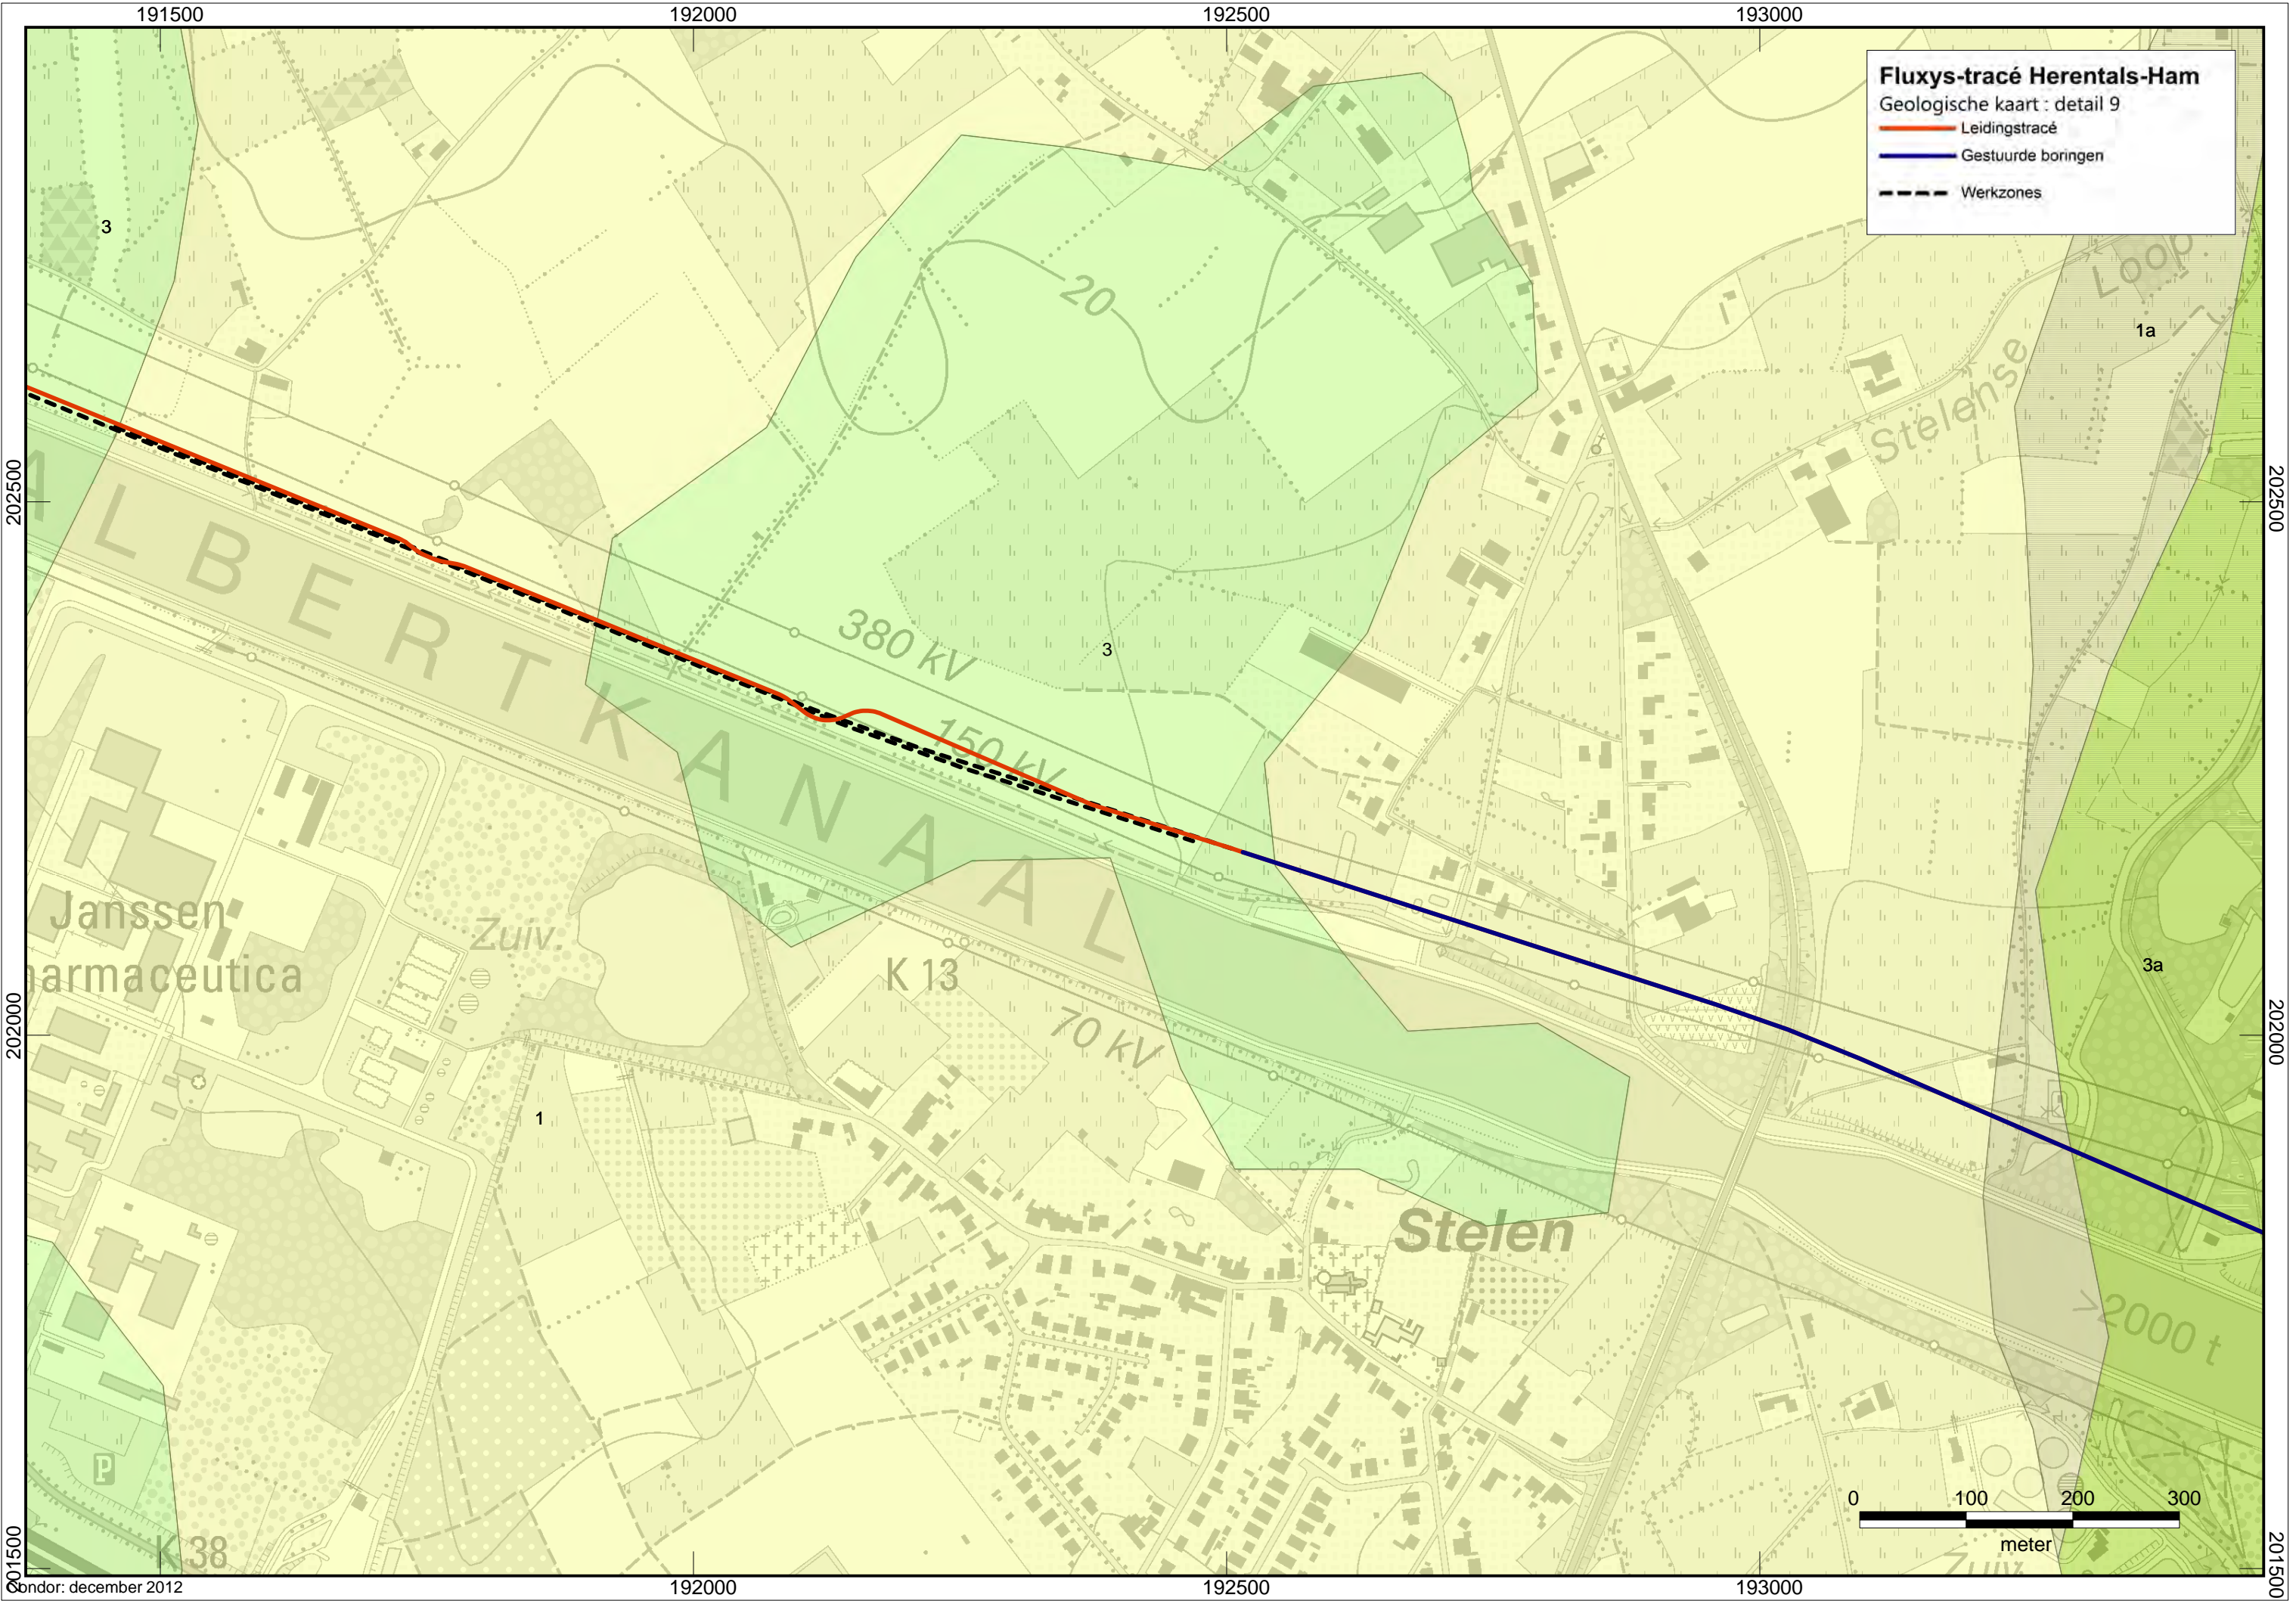 191500
192000
192500
193000
Fluxys-tracé Herentals-Ham
Geologische kaart : detail 9
Leidingstracé
Gestuurde boringen
Werkzones
3
Loop
20
1a
Stelense
202500
202500
ALBERTKANAAL
380 kV
3
150 kV
Janssen
Zuiv.
harmaceutica
K 13
3a
202000
202000
70 kV
1
Stelen
>2000 t
P
0 100 200 300
meter
K 38
Zuiv.
201500
201500
Condor: december 2012
192000
192500
193000